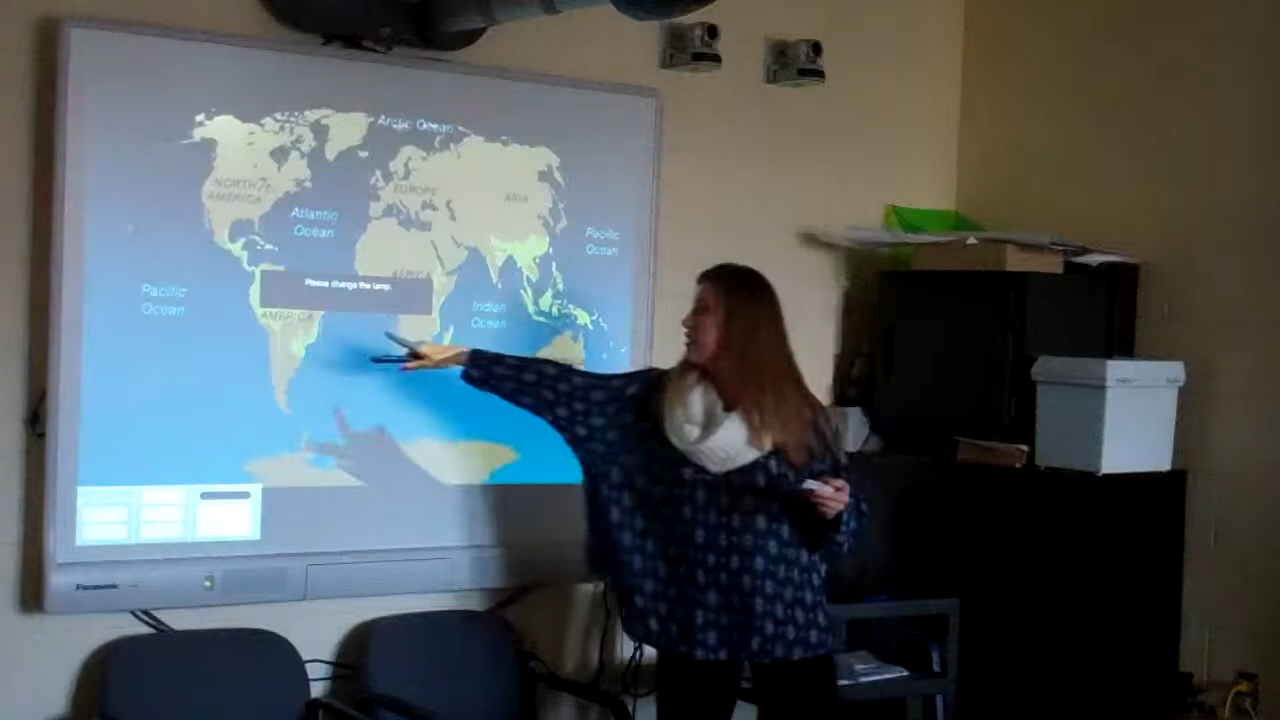 Arctic Ocean
NORTH
AMERICA
EUROPE
ASIA
Atlantic
Ocean
Pacific
Ocean
AFRICA
Please change the lamp.
Pacific
Ocean
AMERICA
Indian
Ocean
Panasonic